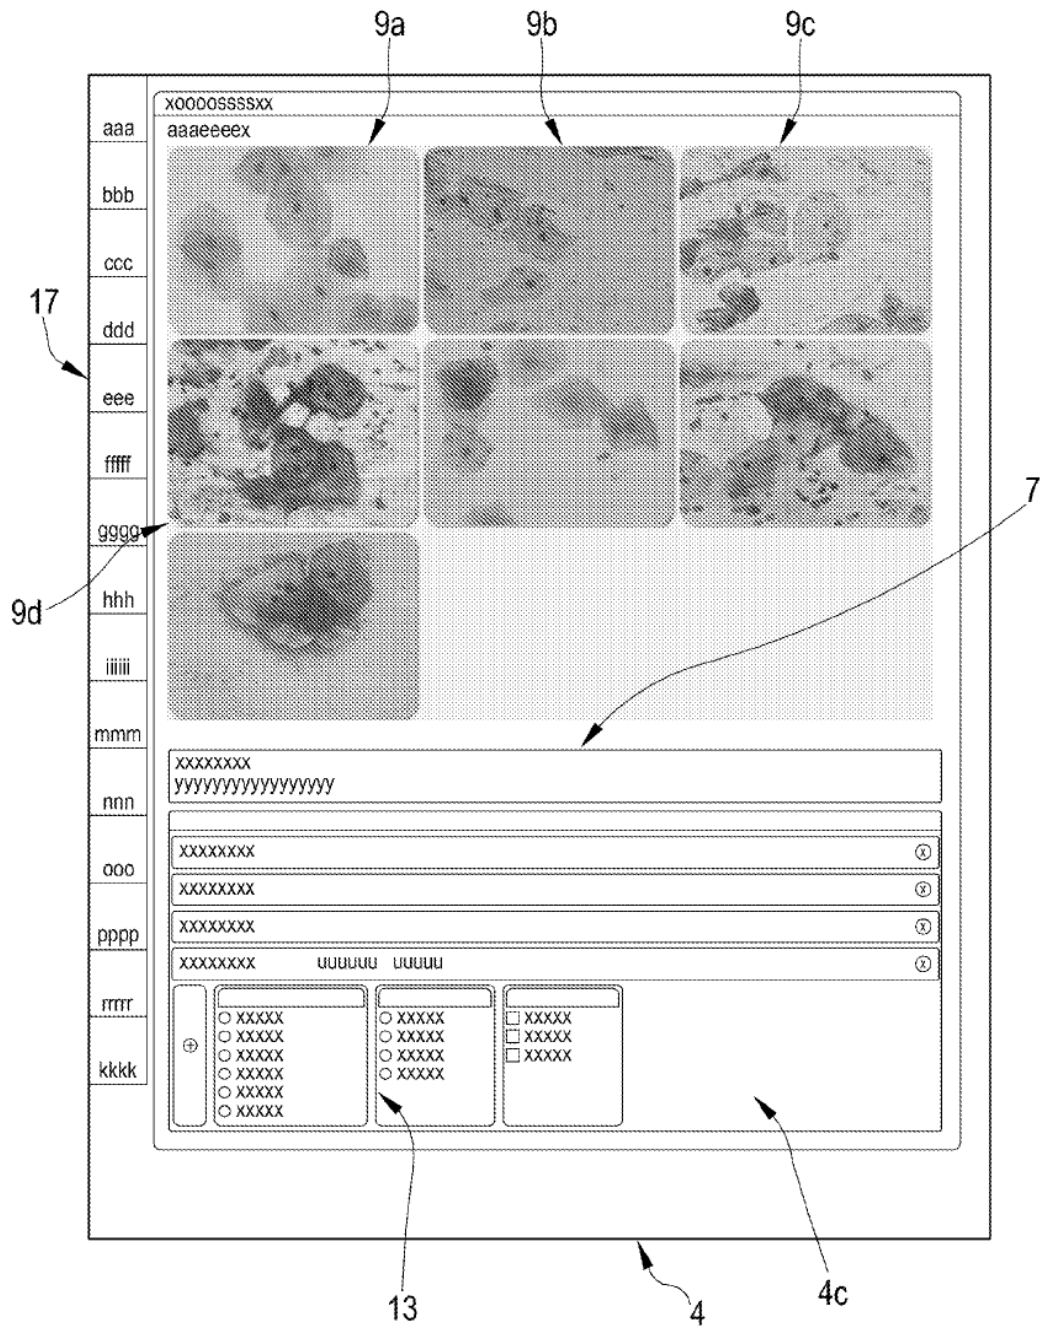 9a 9b 9c
xoooossssxx
aaaeeeex
aaa
bbb
ccc
17
ddd
eee
fffff
7
gggg
9d
hhh
iiiiii
mmm
xxxxxxxx
yyyyyyyyyyyyyyyyy
nnn
xxxxxxxx x
ooo
xxxxxxxx x
xxxxxxxx x
pppp
xxxxxxxx uuuuuu uuuuu x
rrrrr
xxxxx xxxxx xxxxx
xxxxx xxxxx xxxxx
xxxxx xxxxx xxxxx
xxxxx xxxxx
kkkk
xxxxx
xxxxx
13 4 4c